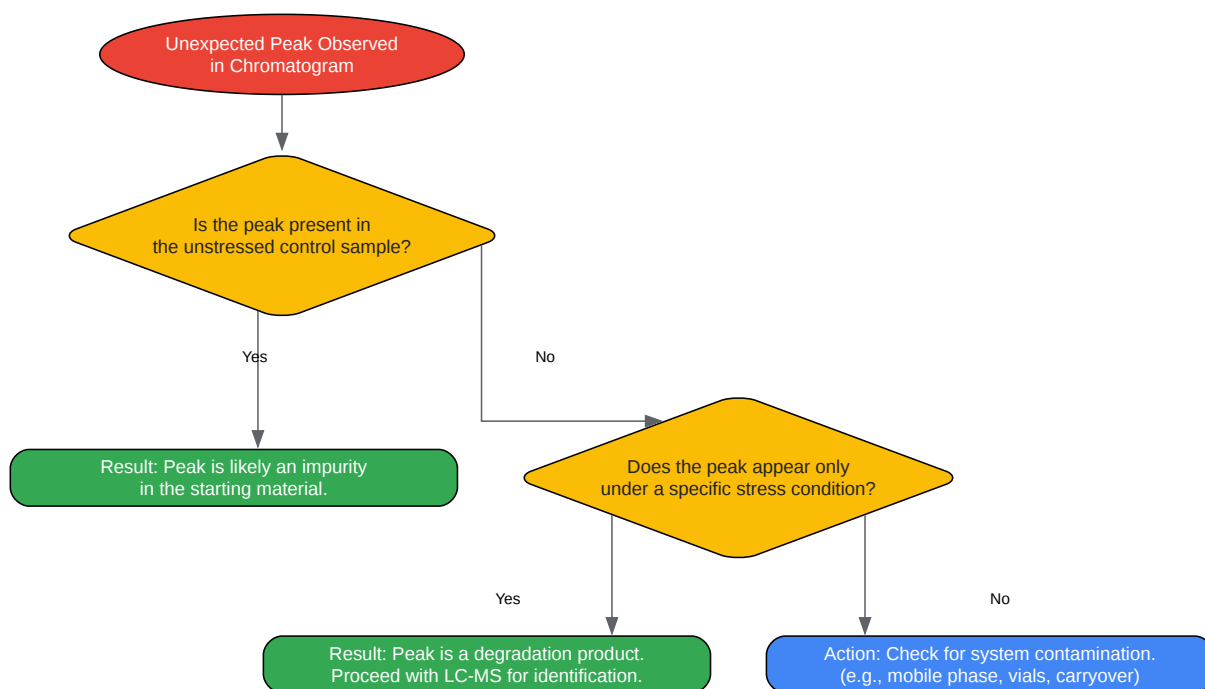 Unexpected Peak Observed
in Chromatogram
Is the peak present in
the unstressed control sample?
Yes
No
Result: Peak is likely an impurity
in the starting material.
Does the peak appear only
under a specific stress condition?
Yes
No
Result: Peak is a degradation product.
Proceed with LC-MS for identification.
Action: Check for system contamination.
(e.g., mobile phase, vials, carryover)